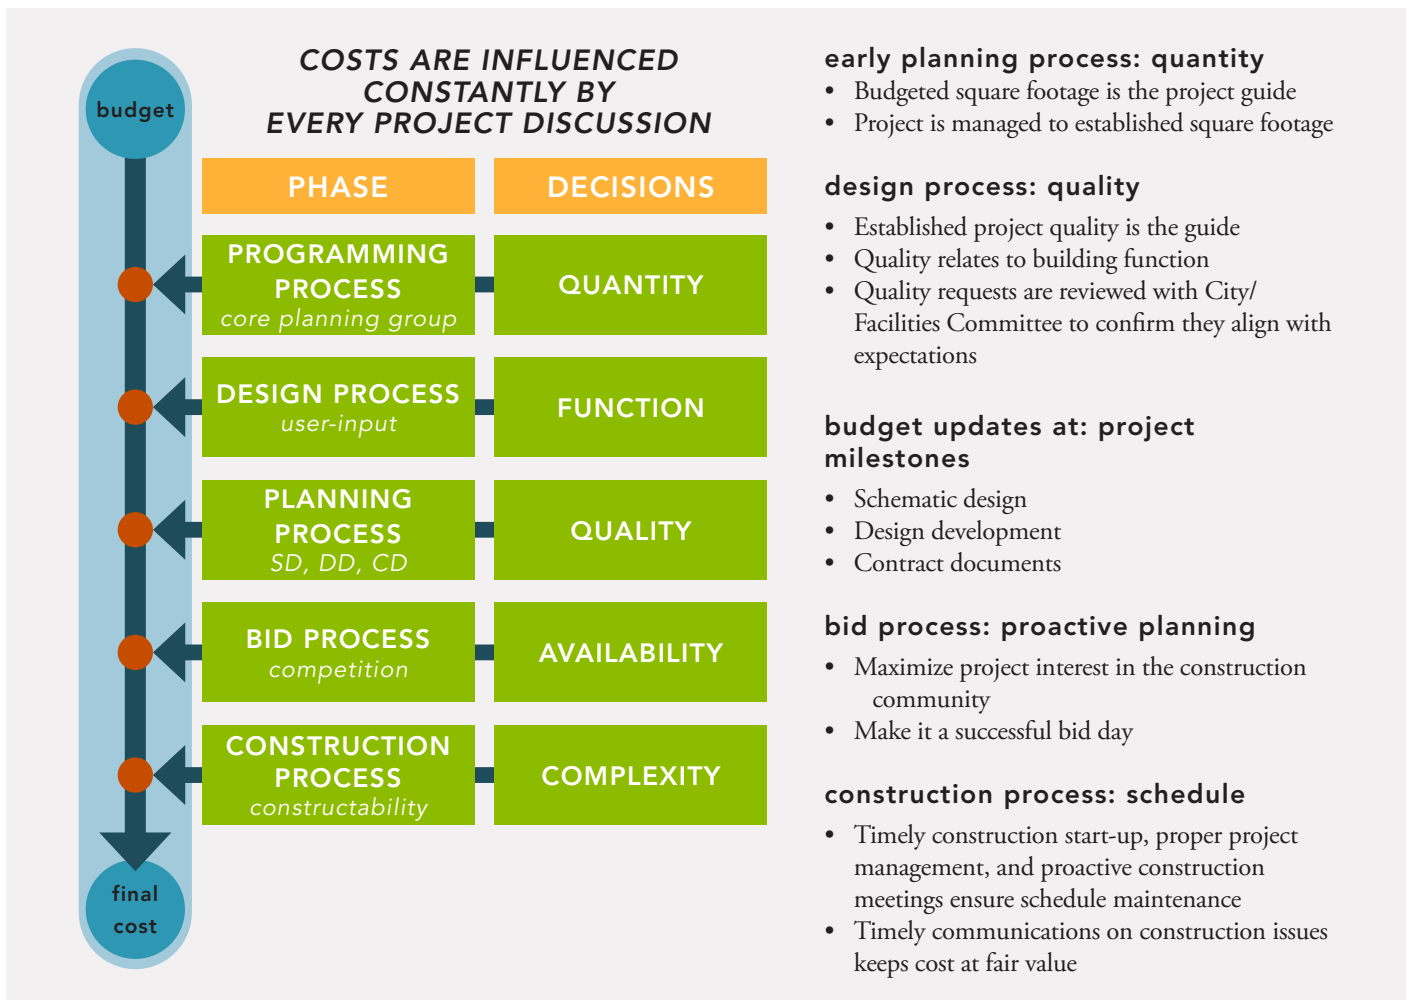 budget
COSTS ARE INFLUENCED
CONSTANTLY BY
EVERY PROJECT DISCUSSION
PHASE
DECISIONS
PROGRAMMING
PROCESS
core planning group
QUANTITY
DESIGN PROCESS
user-input
FUNCTION
PLANNING
PROCESS
SD, DD, CD
QUALITY
BID PROCESS
competition
AVAILABILITY
CONSTRUCTION
PROCESS
constructability
COMPLEXITY
final
cost
early planning process: quantity
• Budgeted square footage is the project guide
• Project is managed to established square footage
design process: quality
• Established project quality is the guide
• Quality relates to building function
• Quality requests are reviewed with City/
Facilities Committee to confirm they align with
expectations
budget updates at: project
milestones
• Schematic design
• Design development
• Contract documents
bid process: proactive planning
• Maximize project interest in the construction
community
• Make it a successful bid day
construction process: schedule
• Timely construction start-up, proper project
management, and proactive construction
meetings ensure schedule maintenance
• Timely communications on construction issues
keeps cost at fair value